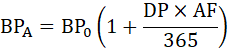 BP_A = BP_0 (1 + (DP × AF)/365)